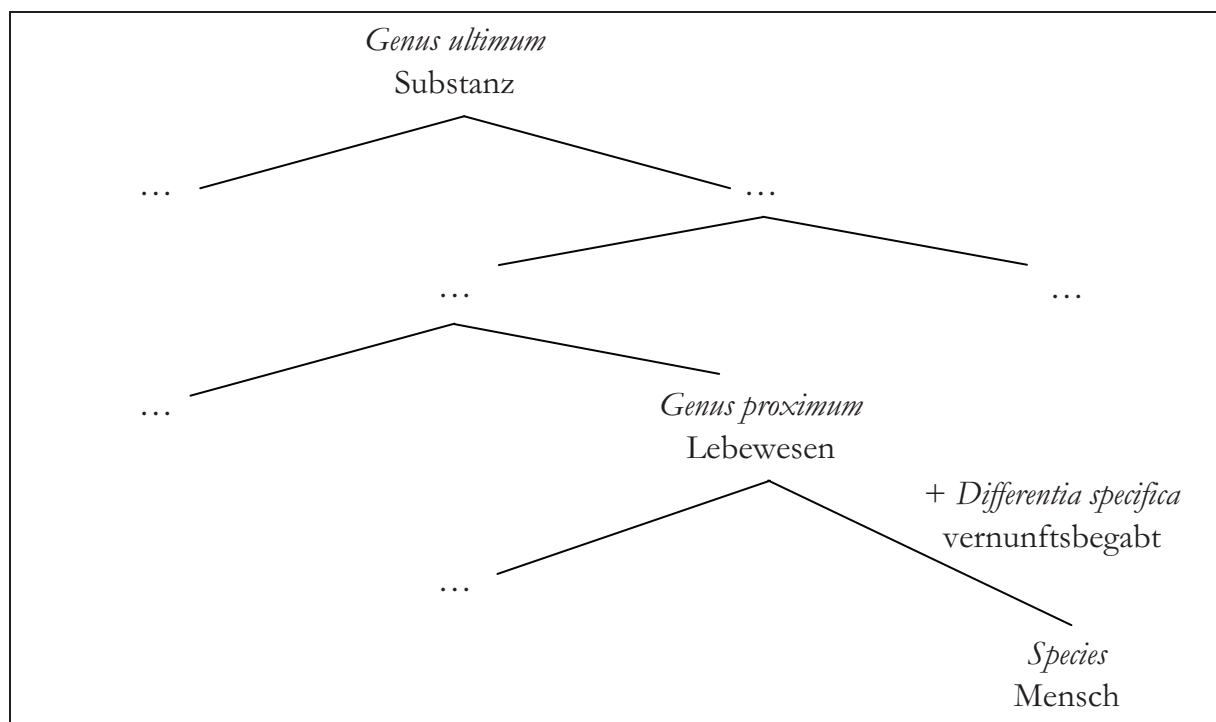 Genus ultimum
Substanz
… …
… …
…
Genus proximum
Lebewesen
+ Differentia specifica
vernunftsbegabt
…
Species
Mensch